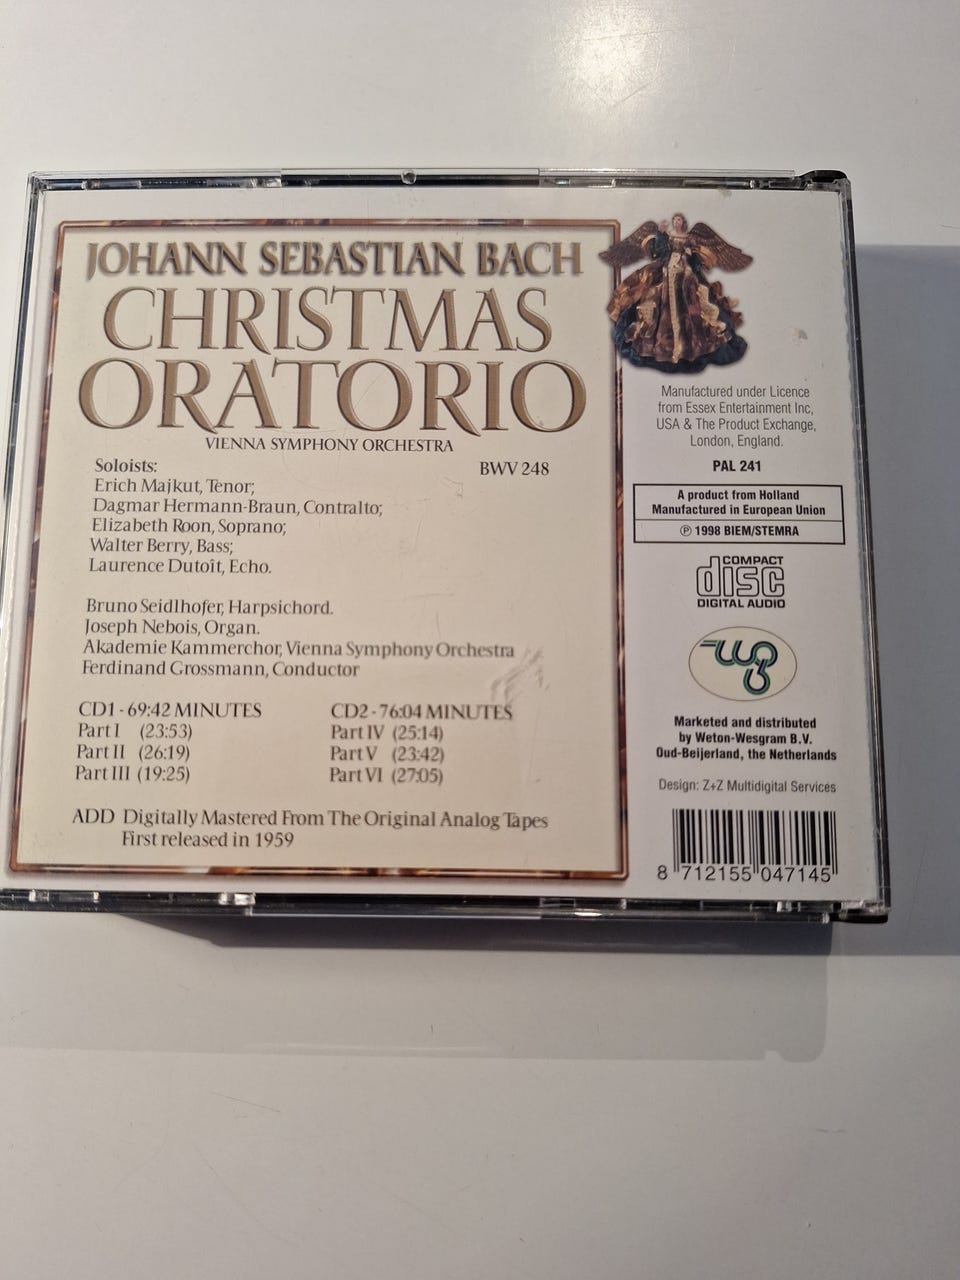 JOHANN SEBASTIAN BACH
CHRISTMAS
ORATORIO
VIENNA SYMPHONY ORCHESTRA
Soloists:
BWV 248
Erich Majkut, Tenor;
Dagmar Hermann-Braun, Contralto;
Elizabeth Roon, Soprano;
Walter Berry, Bass;
Laurence Dutoît, Echo.
Bruno Seidlhofer, Harpsichord.
Joseph Nebois, Organ.
Akademie Kammerchor, Vienna Symphony Orchestra
Ferdinand Grossmann, Conductor
CD1 - 69:42 MINUTES
Part I (23:53)
Part II (26:19)
Part III (19:25)
CD2 - 76:04 MINUTES
Part IV (25:14)
Part V (23:42)
Part VI (27:05)
ADD Digitally Mastered From The Original Analog Tapes
First released in 1959
Manufactured under Licence
from Essex Entertainment Inc,
USA & The Product Exchange,
London, England.
PAL 241
A product from Holland
Manufactured in European Union
℗ 1998 BIEM/STEMRA
COMPACT
disc
DIGITAL AUDIO
Marketed and distributed
by Weton-Wesgram B.V.
Oud-Beijerland, the Netherlands
Design: Z+Z Multidigital Services
8 712155 047145